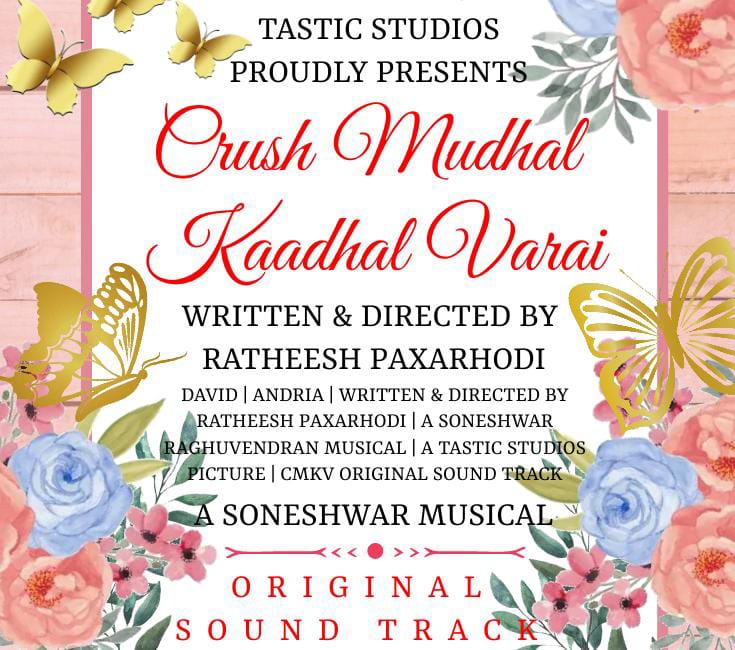 TASTIC STUDIOS
PROUDLY PRESENTS
Crush Mudhal
Kaadhal Varai
WRITTEN & DIRECTED BY
RATHEESH PAXARHODI
DAVID | ANDRIA | WRITTEN & DIRECTED BY
RATHEESH PAXARHODI | A SONESHWAR
RAGHUVENDRAN MUSICAL | A TASTIC STUDIOS
PICTURE | CMKV ORIGINAL SOUND TRACK
A SONESHWAR MUSICAL
ORIGINAL
SOUND TRACK